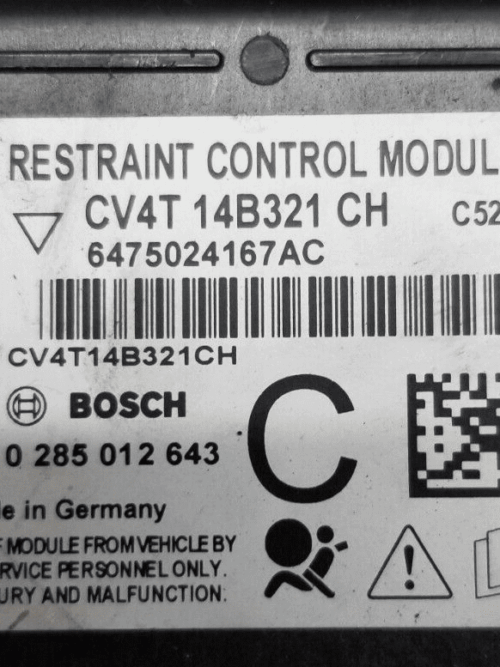 RESTRAINT CONTROL MODUL
CV4T 14B321 CH C52
6475024167AC
CV4T14B321CH
BOSCH
C
0 285 012 643
e in Germany
F MODULE FROM VEHICLE BY
RVICE PERSONNEL ONLY.
URY AND MALFUNCTION.